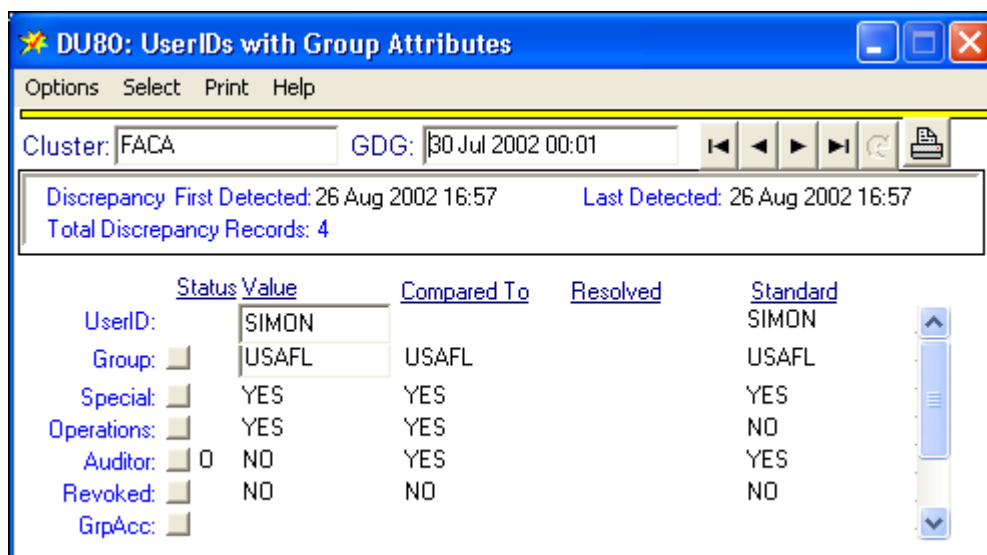 DU80: UserIDs with Group Attributes
Options Select Print Help
Cluster: FACA GDG: 30 Jul 2002 00:01
Discrepancy First Detected: 26 Aug 2002 16:57 Last Detected: 26 Aug 2002 16:57
Total Discrepancy Records: 4
Status Value Compared To Resolved Standard
UserID: SIMON SIMON
Group: USAFL USAFL USAFL
Special: YES YES YES
Operations: YES YES NO
Auditor: O NO YES YES
Revoked: NO NO NO
GrpAcc: